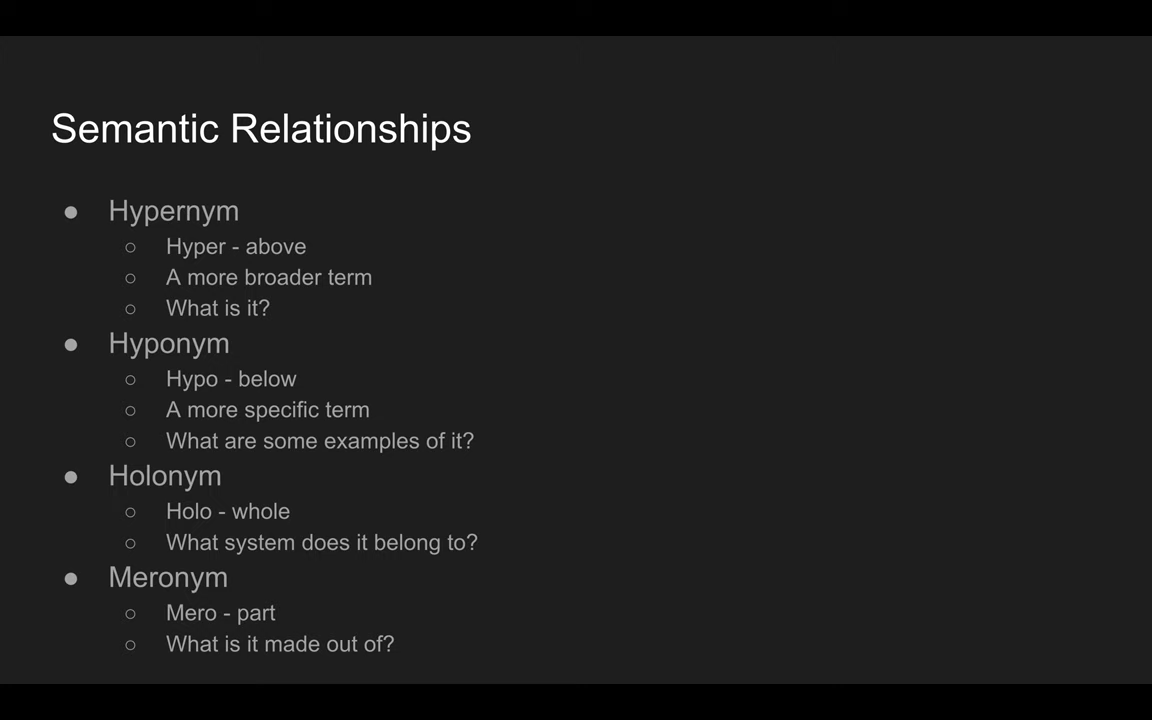 Semantic Relationships
● Hypernym
○ Hyper - above
○ A more broader term
○ What is it?
● Hyponym
○ Hypo - below
○ A more specific term
○ What are some examples of it?
● Holonym
○ Holo - whole
○ What system does it belong to?
● Meronym
○ Mero - part
○ What is it made out of?